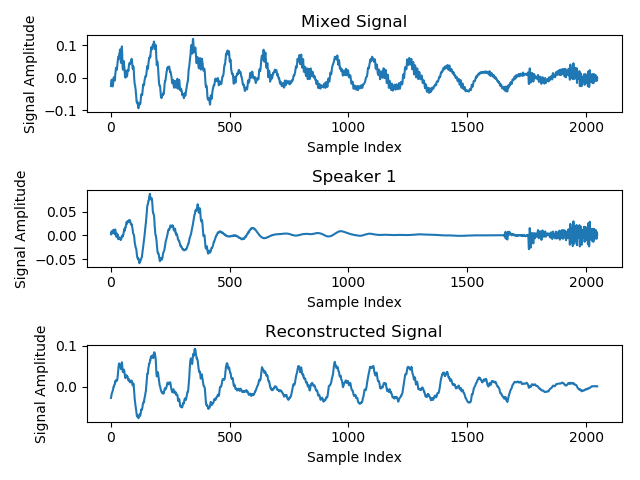 Mixed Signal
Signal Amplitude
0.1
0.0
−0.1
0 500 1000 1500 2000
Sample Index
Speaker 1
Signal Amplitude
0.05
0.00
−0.05
0 500 1000 1500 2000
Sample Index
Reconstructed Signal
Signal Amplitude
0.1
0.0
0 500 1000 1500 2000
Sample Index